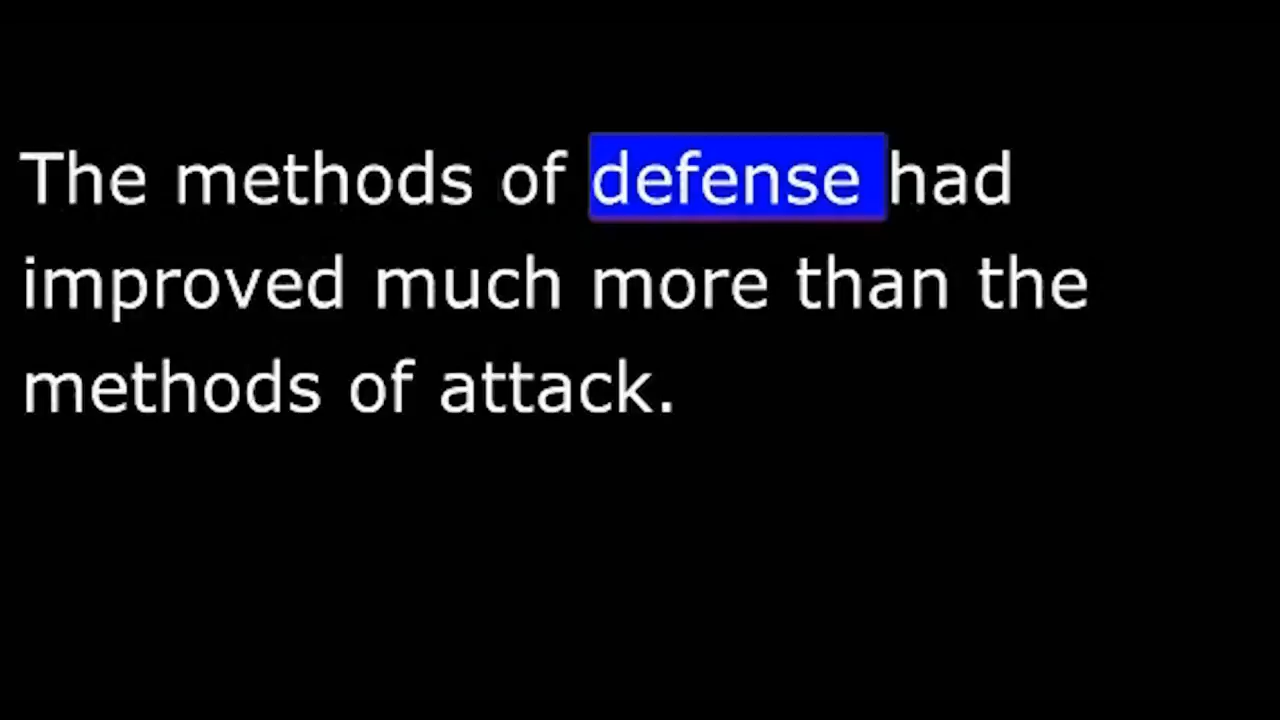 The methods of defense had
improved much more than the
methods of attack.